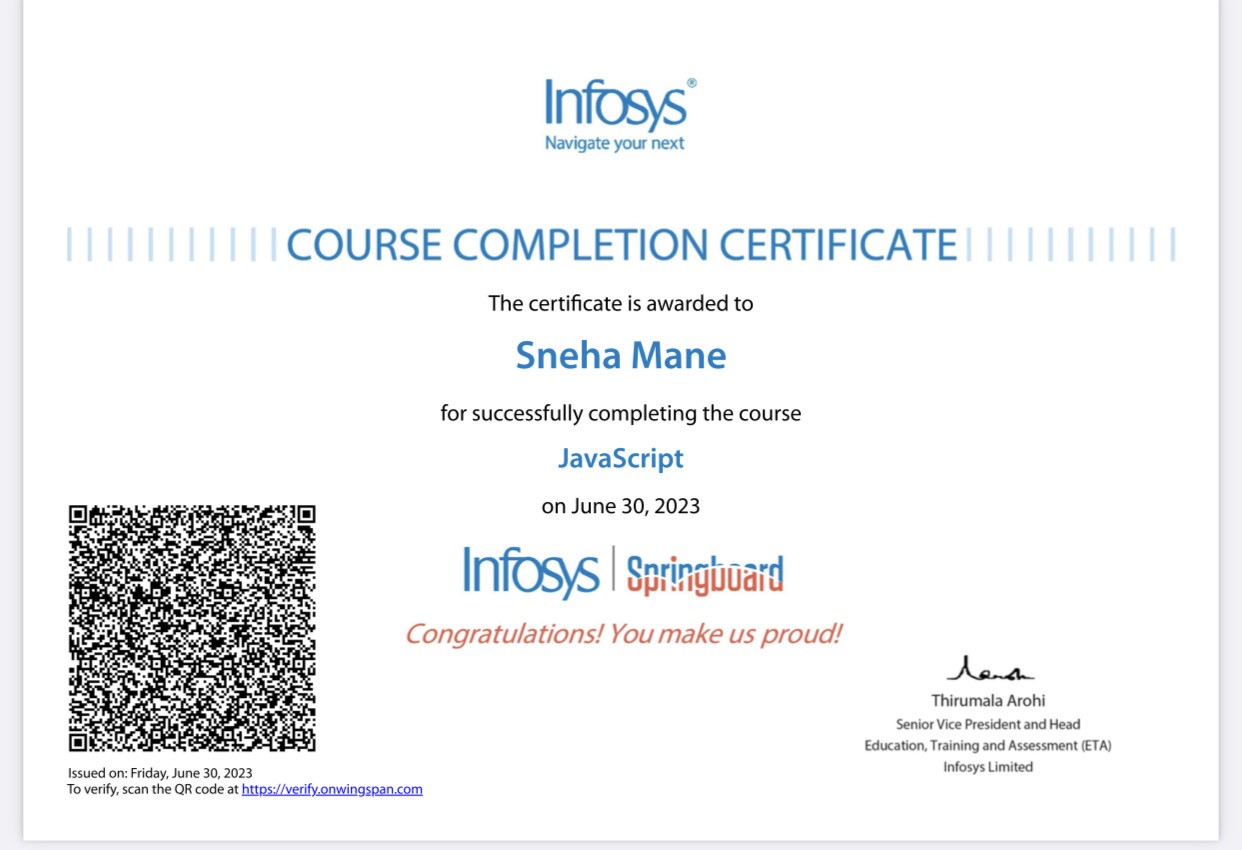 Infosys®
Navigate your next
COURSE COMPLETION CERTIFICATE
The certificate is awarded to
Sneha Mane
for successfully completing the course
JavaScript
on June 30, 2023
Infosys | Springboard
Congratulations! You make us proud!
Thirumala Arohi
Senior Vice President and Head
Education, Training and Assessment (ETA)
Infosys Limited
Issued on: Friday, June 30, 2023
To verify, scan the QR code at https://verify.onwingspan.com